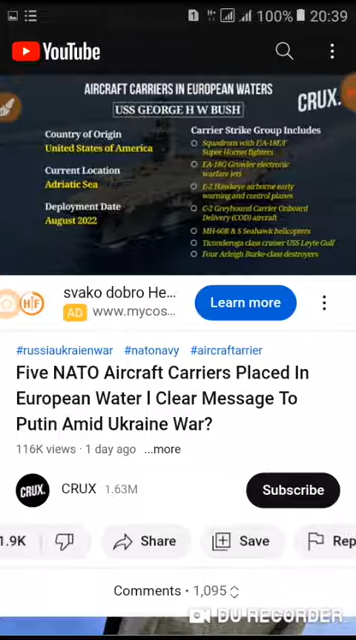 100% 20:39
YouTube
AIRCRAFT CARRIERS IN EUROPEAN WATERS
USS GEORGE H W BUSH
CRUX.
Country of Origin
United States of America
Current Location
Adriatic Sea
Deployment Date
August 2022
Carrier Strike Group Includes
Squadrons with EA-18EA
Super Hornet fighters
EA-18G Growler electronic
warfare jets
E-2 Hawkeye airborne early
warning and control planes
C-2 Greyhound Carrier Onboard
Delivery (COD) aircraft
MH-60R & S Seahawk helicopters
Ticonderoga class cruiser USS Leyte Gulf
Four Arleigh Burke-class destroyers
HF
svako dobro He...
AD www.mycos...
Learn more
#russiaukraienwar #natonavy #aircraftarrier
Five NATO Aircraft Carriers Placed In
European Water l Clear Message To
Putin Amid Ukraine War?
116K views · 1 day ago ...more
CRUX.
CRUX 1.63M
Subscribe
1.9K Share Save Rep
Comments • 1,095
DU RECORDER